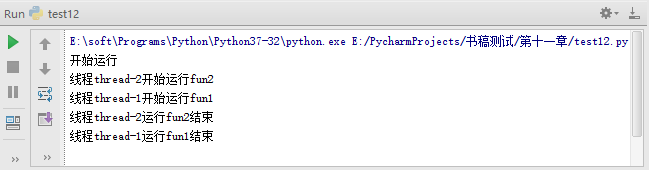 Run test12
E:\soft\Programs\Python\Python37-32\python.exe E:/PycharmProjects/书稿测试/第十一章/test12.py
开始运行
线程thread-2开始运行fun2
线程thread-1开始运行fun1
线程thread-2运行fun2结束
线程thread-1运行fun1结束